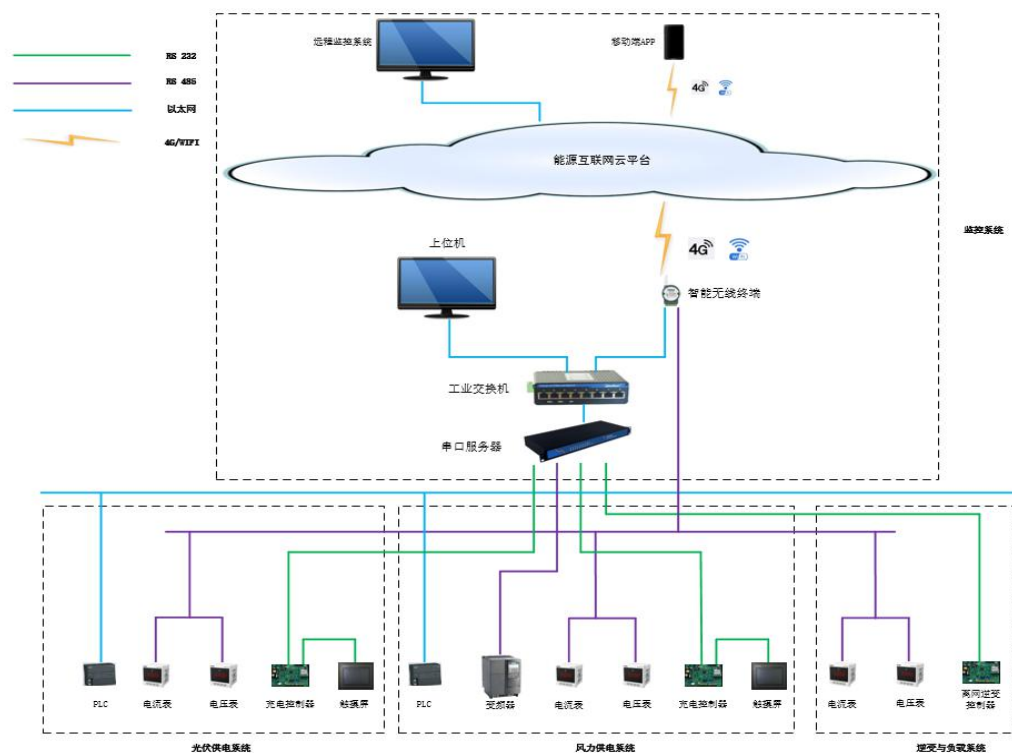 远程监控系统
移动端APP
RS 232
RS 485
以太网
4G/WIFI
4G
能源互联网云平台
监控系统
上位机
4G
智能无线终端
工业交换机
串口服务器
PLC
电流表
电压表
充电控制器
触摸屏
PLC
变频器
电流表
电压表
充电控制器
触摸屏
电流表
电压表
离网逆变
控制器
光伏供电系统
风力供电系统
逆变与负载系统